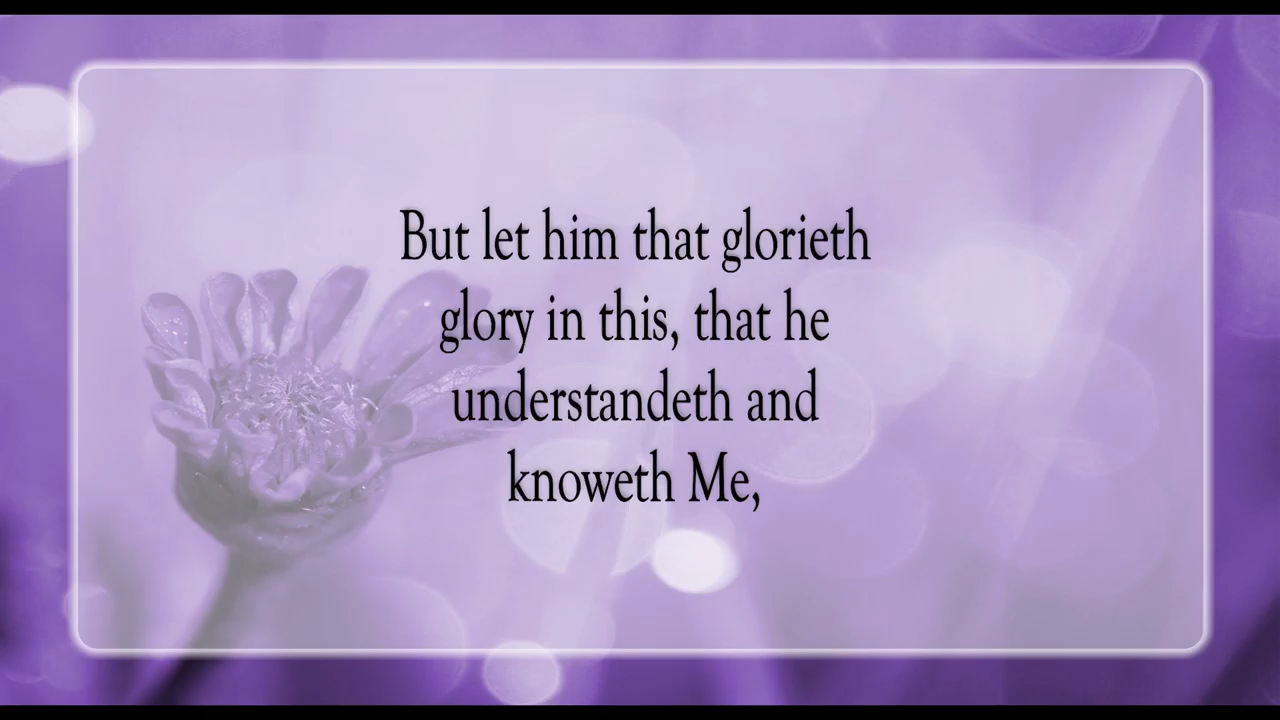 But let him that glorieth
glory in this, that he
understandeth and
knoweth Me,